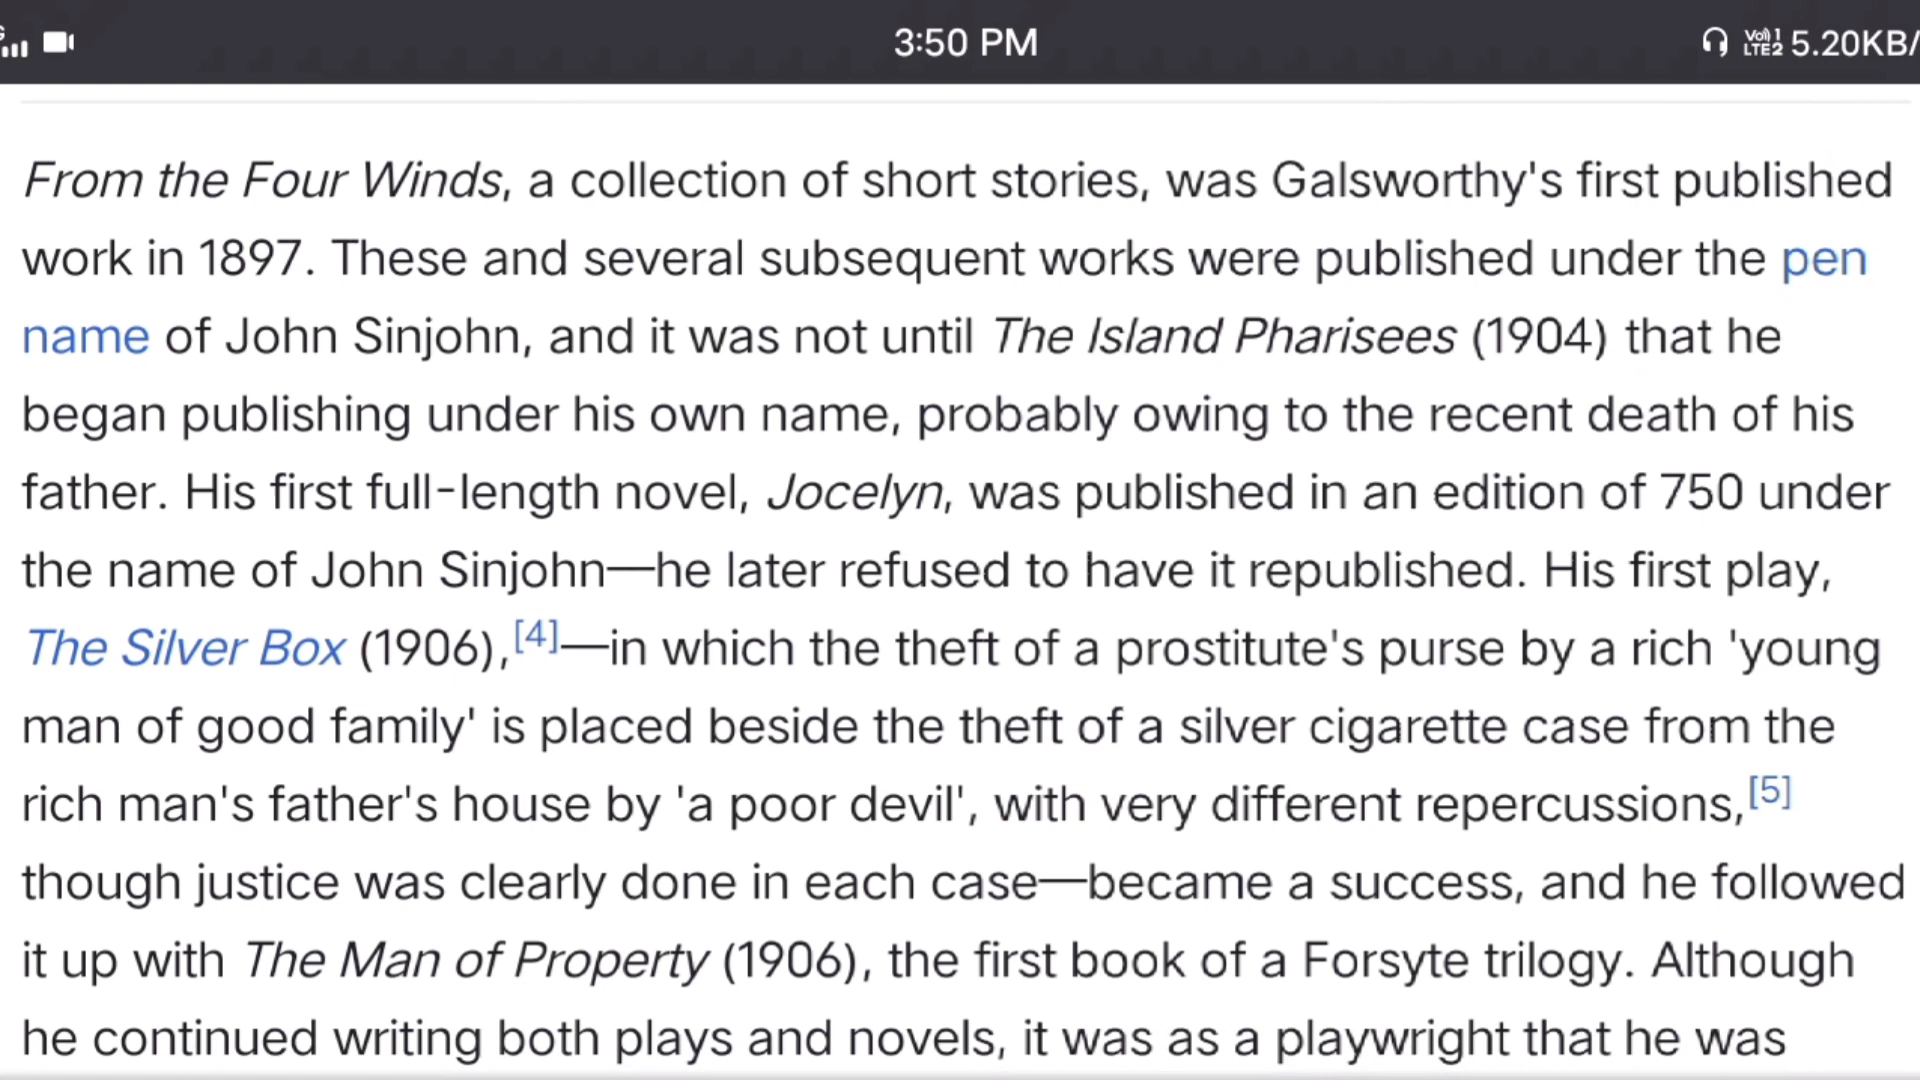 3:50 PM
Vo)) 1
LTE2
5.20KB/
From the Four Winds, a collection of short stories, was Galsworthy's first published
work in 1897. These and several subsequent works were published under the pen
name of John Sinjohn, and it was not until The Island Pharisees (1904) that he
began publishing under his own name, probably owing to the recent death of his
father. His first full-length novel, Jocelyn, was published in an edition of 750 under
the name of John Sinjohn—he later refused to have it republished. His first play,
The Silver Box (1906),[4]—in which the theft of a prostitute's purse by a rich 'young
man of good family' is placed beside the theft of a silver cigarette case from the
rich man's father's house by 'a poor devil', with very different repercussions,[5]
though justice was clearly done in each case—became a success, and he followed
it up with The Man of Property (1906), the first book of a Forsyte trilogy. Although
he continued writing both plays and novels, it was as a playwright that he was